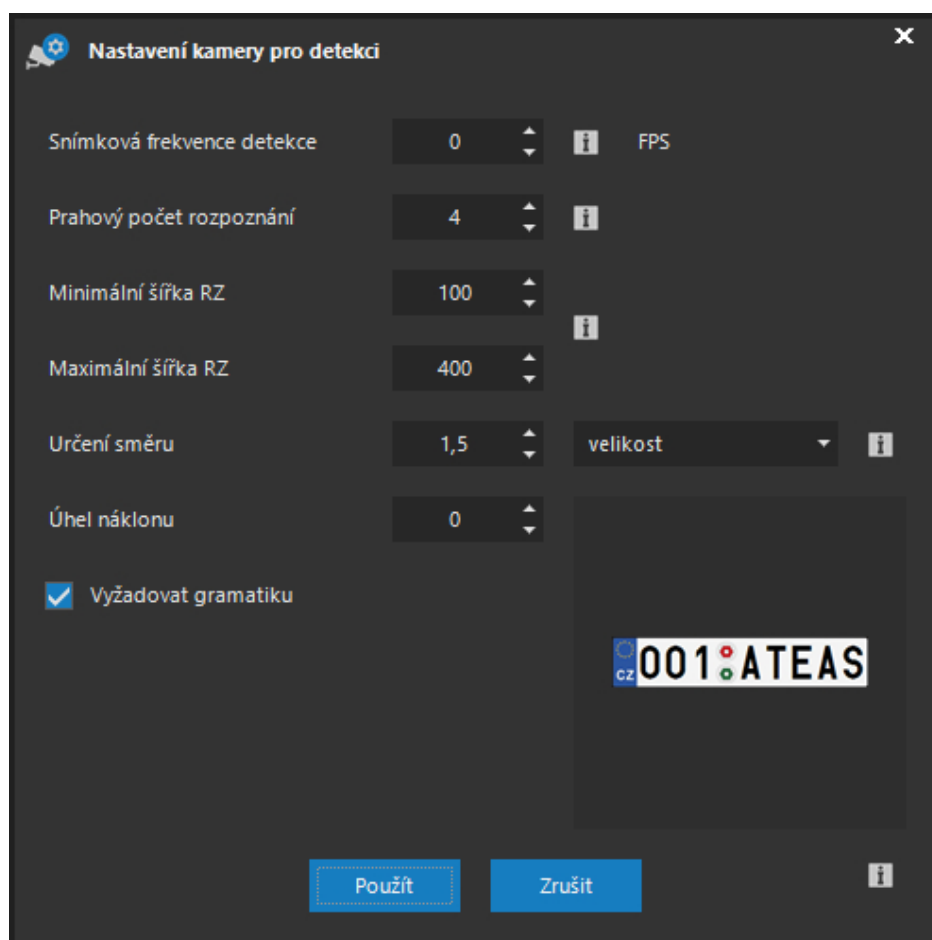 Nastavení kamery pro detekci
Snímková frekvence detekce 0 FPS
Prahový počet rozpoznání 4
Minimální šířka RZ 100
Maximální šířka RZ 400
Určení směru 1,5 velikost
Úhel náklonu 0
Vyžadovat gramatiku
CZ 001 ATEAS
Použít Zrušit